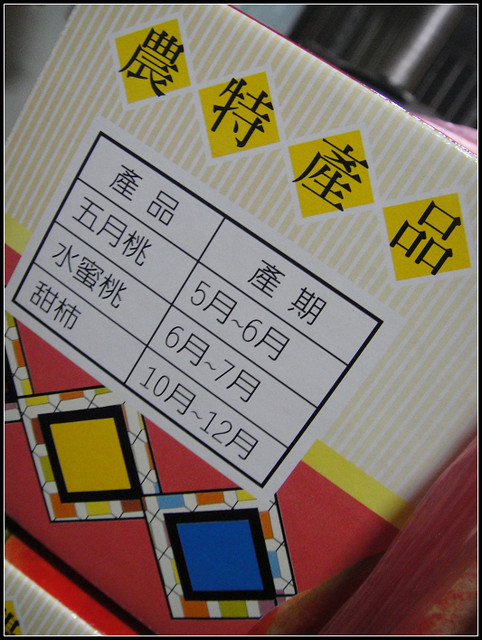 農特產品
產品 產期
五月桃 5月~6月
水蜜桃 6月~7月
甜柿 10月~12月